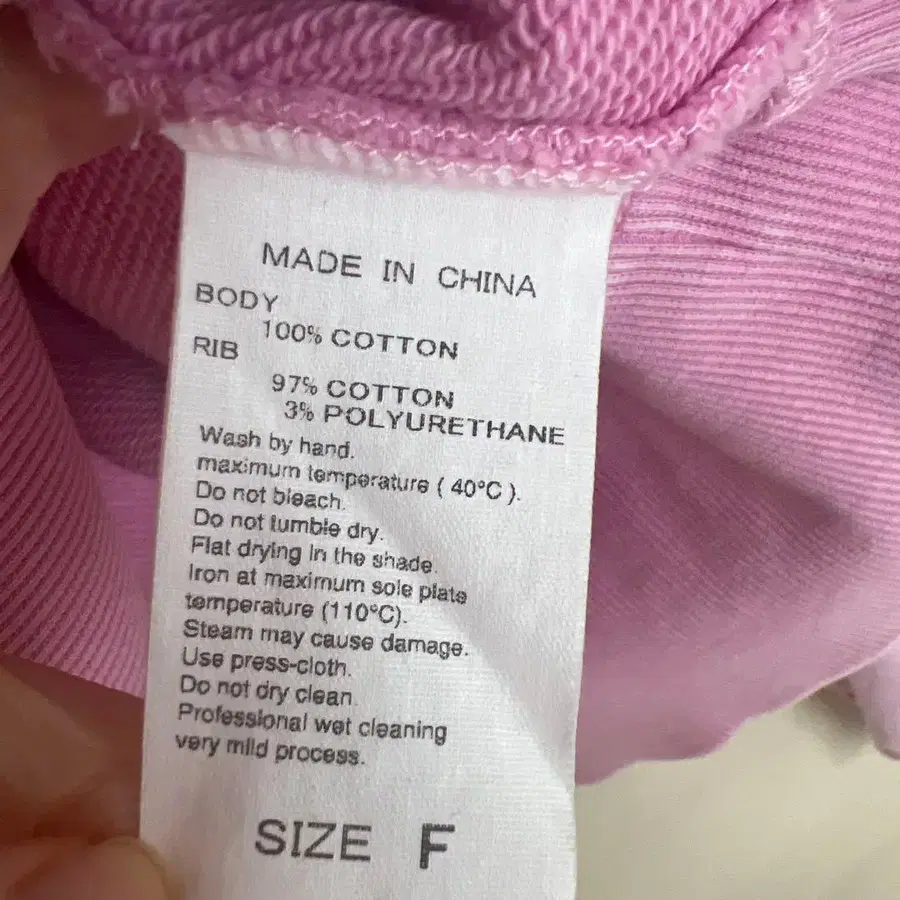 MADE IN CHINA
BODY
100% COTTON
RIB
97% COTTON
3% POLYURETHANE
Wash by hand.
maximum temperature ( 40°C ).
Do not bleach.
Do not tumble dry.
Flat drying in the shade.
Iron at maximum sole plate
temperature (110°C).
Steam may cause damage.
Use press-cloth.
Do not dry clean.
Professional wet cleaning
very mild process.
SIZE F